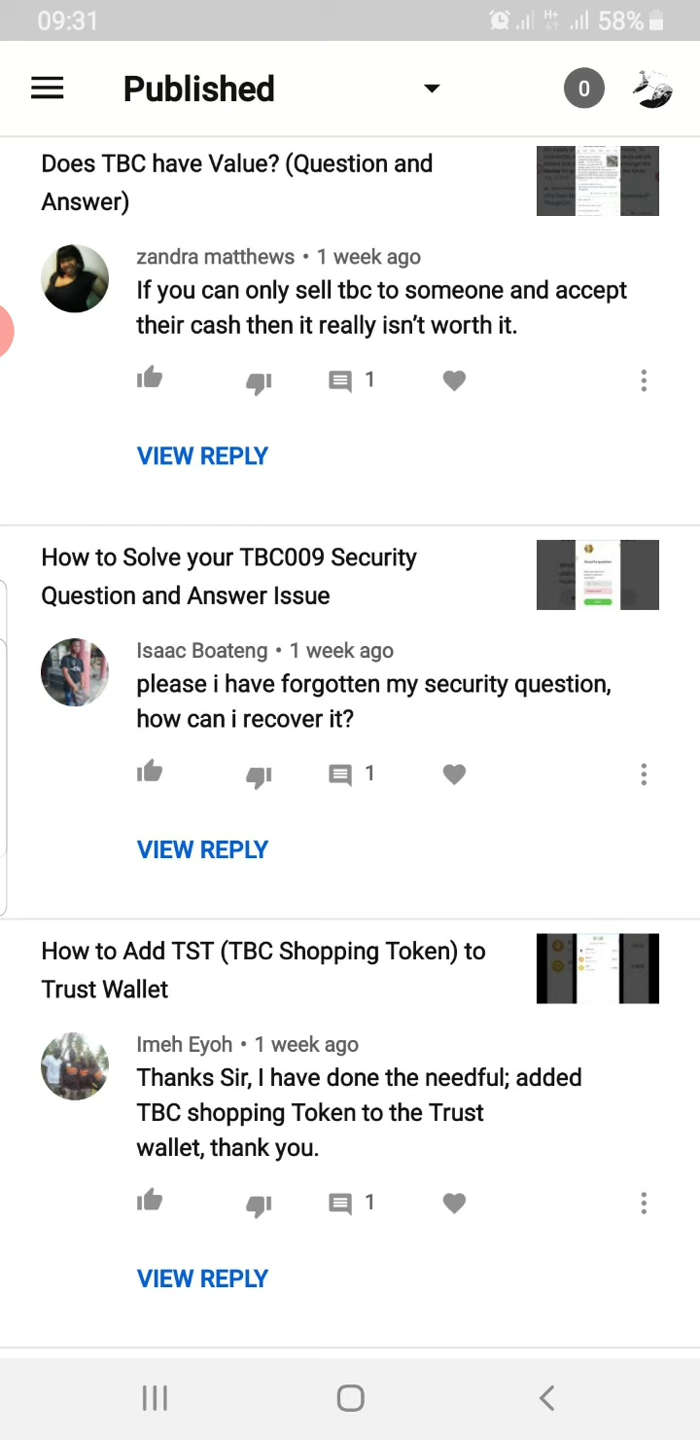 09:31
H+
58%
Published
0
Does TBC have Value? (Question and
Answer)
zandra matthews • 1 week ago
If you can only sell tbc to someone and accept
their cash then it really isn't worth it.
1
VIEW REPLY
How to Solve your TBC009 Security
Question and Answer Issue
Isaac Boateng • 1 week ago
please i have forgotten my security question,
how can i recover it?
1
VIEW REPLY
How to Add TST (TBC Shopping Token) to
Trust Wallet
Imeh Eyoh • 1 week ago
Thanks Sir, I have done the needful; added
TBC shopping Token to the Trust
wallet, thank you.
1
VIEW REPLY